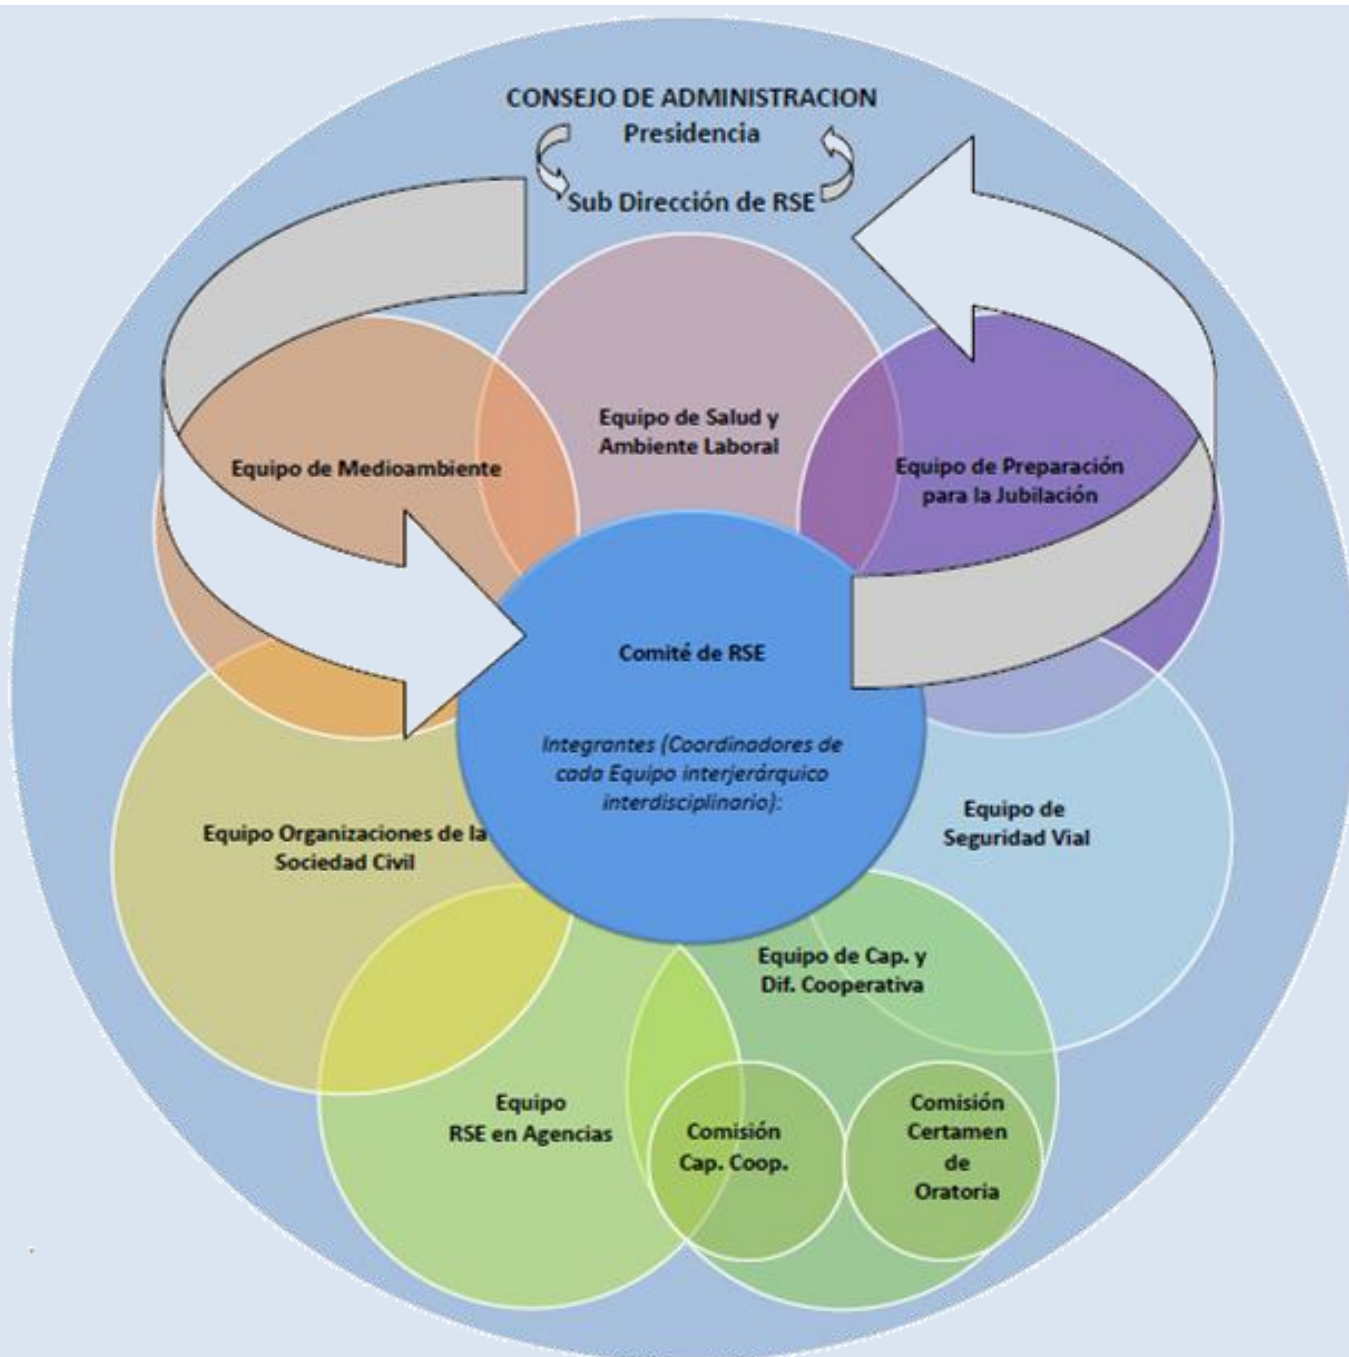 CONSEJO DE ADMINISTRACION
Presidencia
Sub Dirección de RSE
Equipo de Salud y
Ambiente Laboral
Equipo de Medioambiente
Equipo de Preparación
para la Jubilación
Comité de RSE
Integrantes (Coordinadores de
cada Equipo interjerárquico
interdisciplinario):
Equipo de
Seguridad Vial
Equipo Organizaciones de la
Sociedad Civil
Equipo de Cap. y
Dif. Cooperativa
Equipo
RSE en Agencias
Comisión
Cap. Coop.
Comisión
Certamen
de
Oratoria